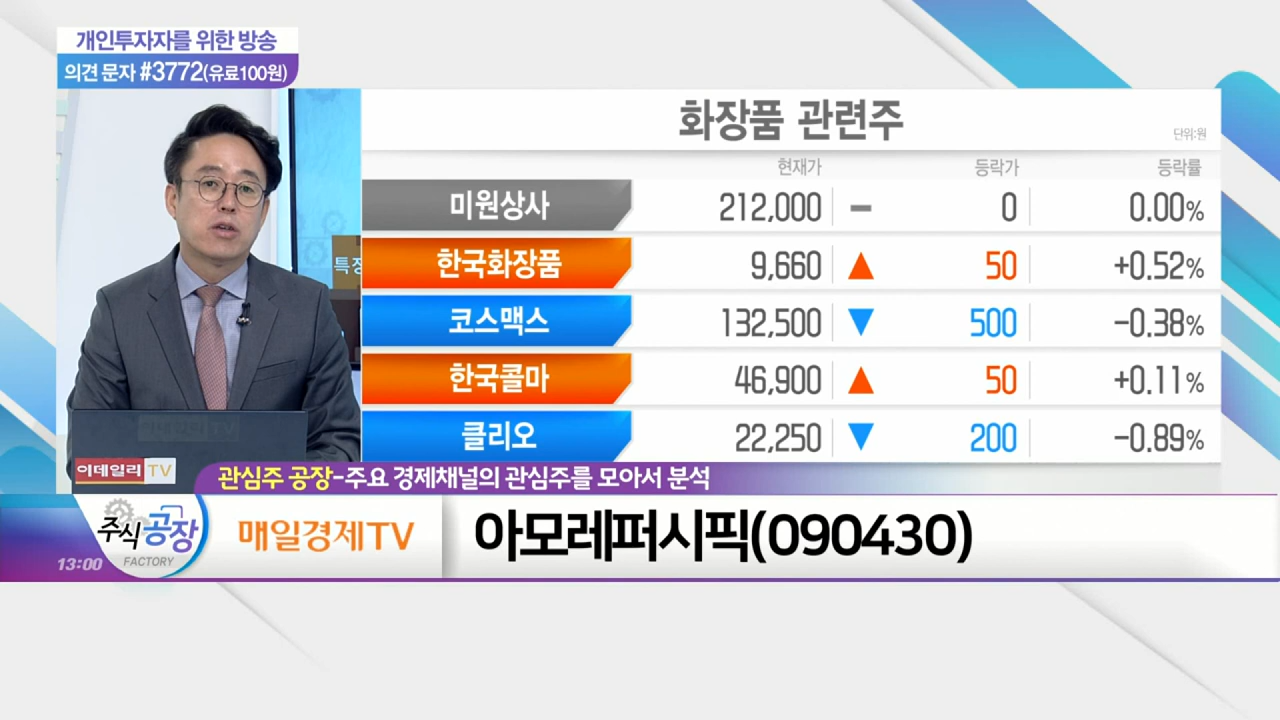 개인투자자를 위한 방송
의견 문자 #3772(유료100원)
화장품 관련주
단위:원
현재가 등락가 등락률
미원상사 212,000 0 0.00%
한국화장품 9,660 ▲ 50 +0.52%
코스맥스 132,500 ▼ 500 -0.38%
한국콜마 46,900 ▲ 50 +0.11%
클리오 22,250 ▼ 200 -0.89%
특징
이데일리 TV
관심주 공장-주요 경제채널의 관심주를 모아서 분석
주식공장
FACTORY
13:00
매일경제TV
아모레퍼시픽(090430)